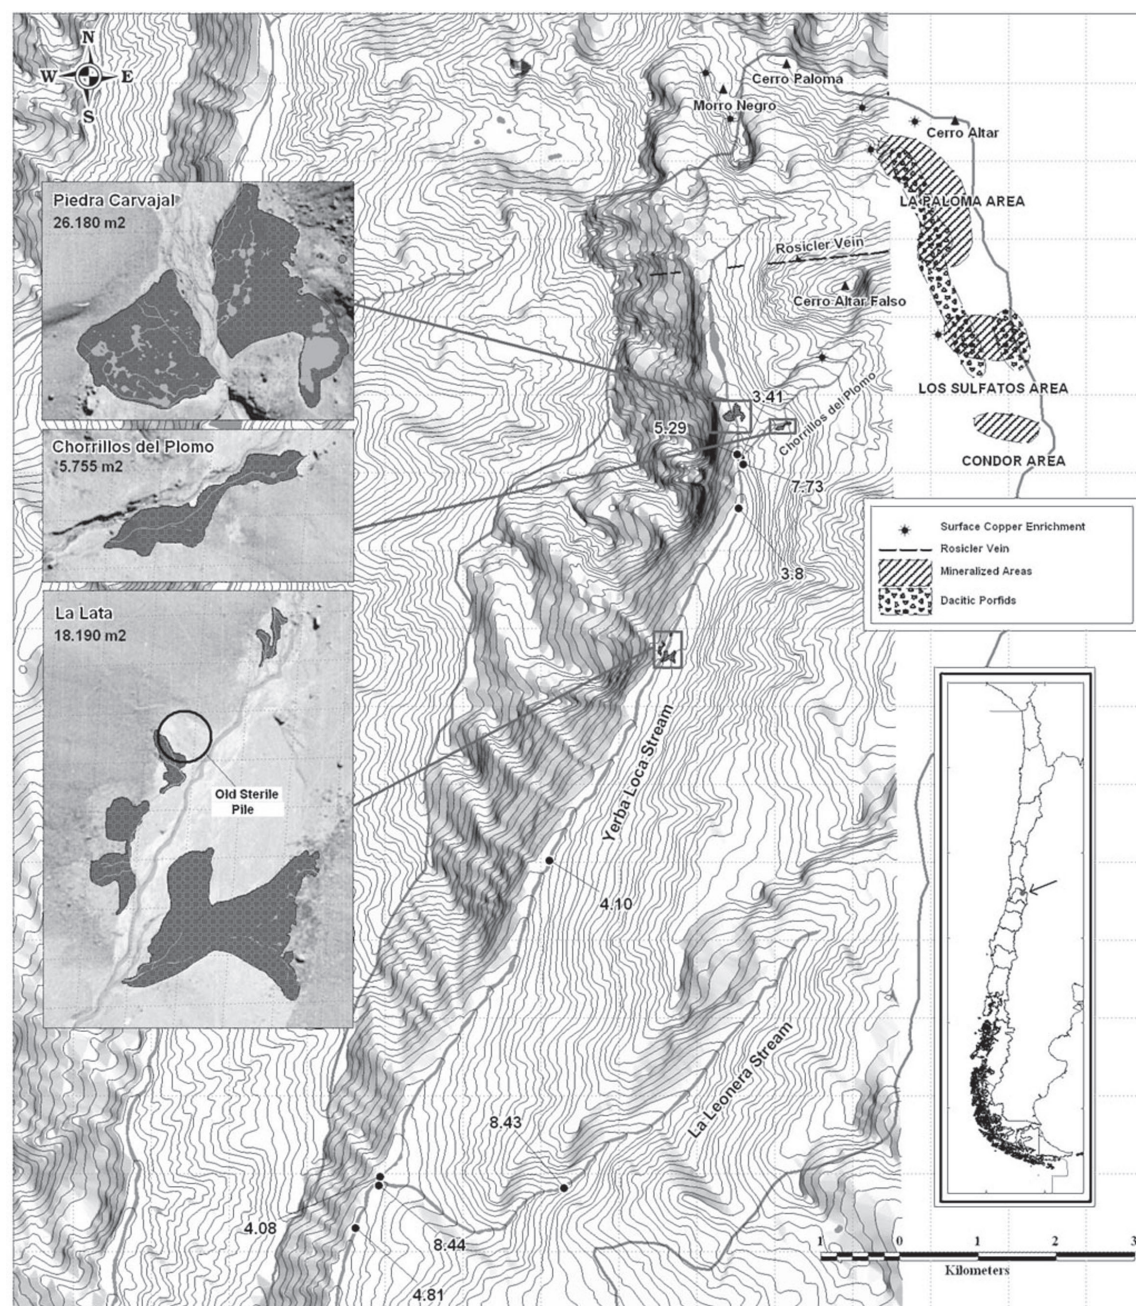 N
W E
S
Cerro Paloma
Morro Negro
Cerro Altar
LA PALOMA AREA
Rosicler Vein
Cerro Altar Falso
LOS SULFATOS AREA
CONDOR AREA
Piedra Carvajal
26.180 m2
3.41
5.29
Chorrillos del Plomo
7.73
3.8
Chorrillos del Plomo
5.755 m2
La Lata
18.190 m2
Old Sterile
Pile
Surface Copper Enrichment
Rosicler Vein
Mineralized Areas
Dacitic Porfids
Yerba Loca Stream
4.10
La Leonera Stream
8.43
4.08
8.44
4.81
1 0 1 2 3
Kilometers